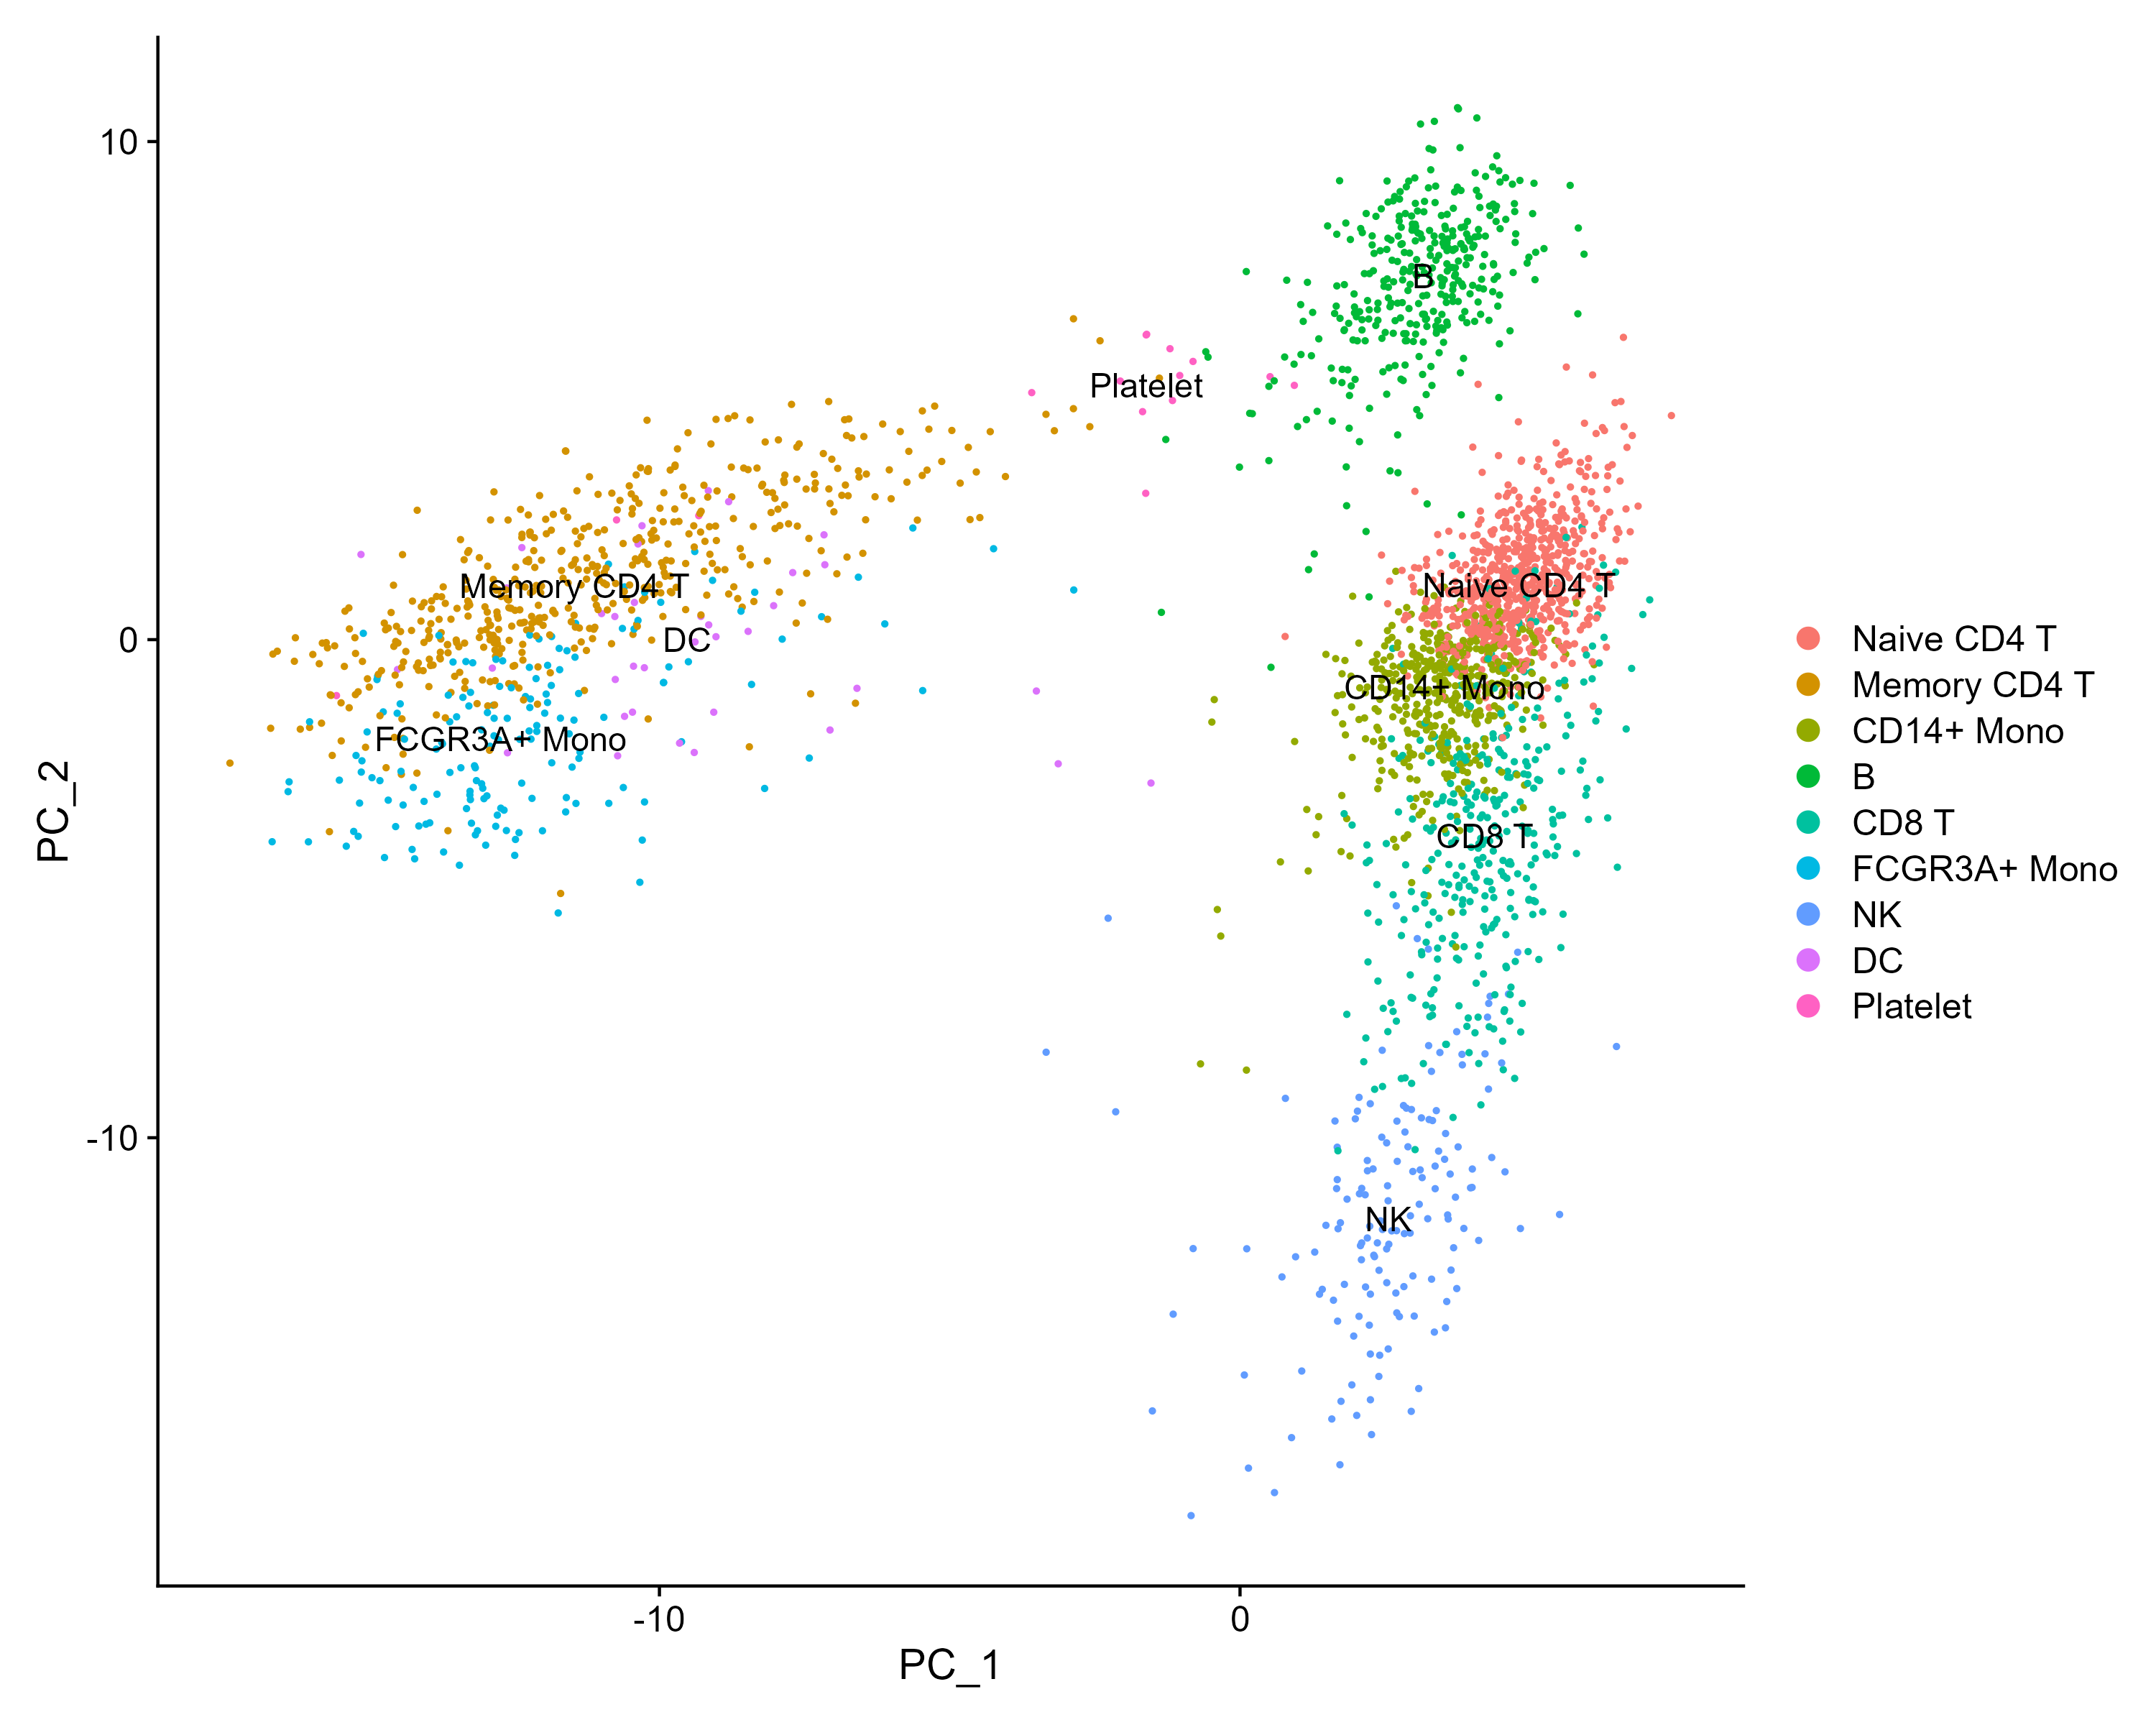 10
B
Platelet
Memory CD4 T
Naive CD4 T
0
DC
CD14+ Mono
FCGR3A+ Mono
CD8 T
-10
NK
PC_2
-10
0
PC_1
Naive CD4 T
Memory CD4 T
CD14+ Mono
B
CD8 T
FCGR3A+ Mono
NK
DC
Platelet